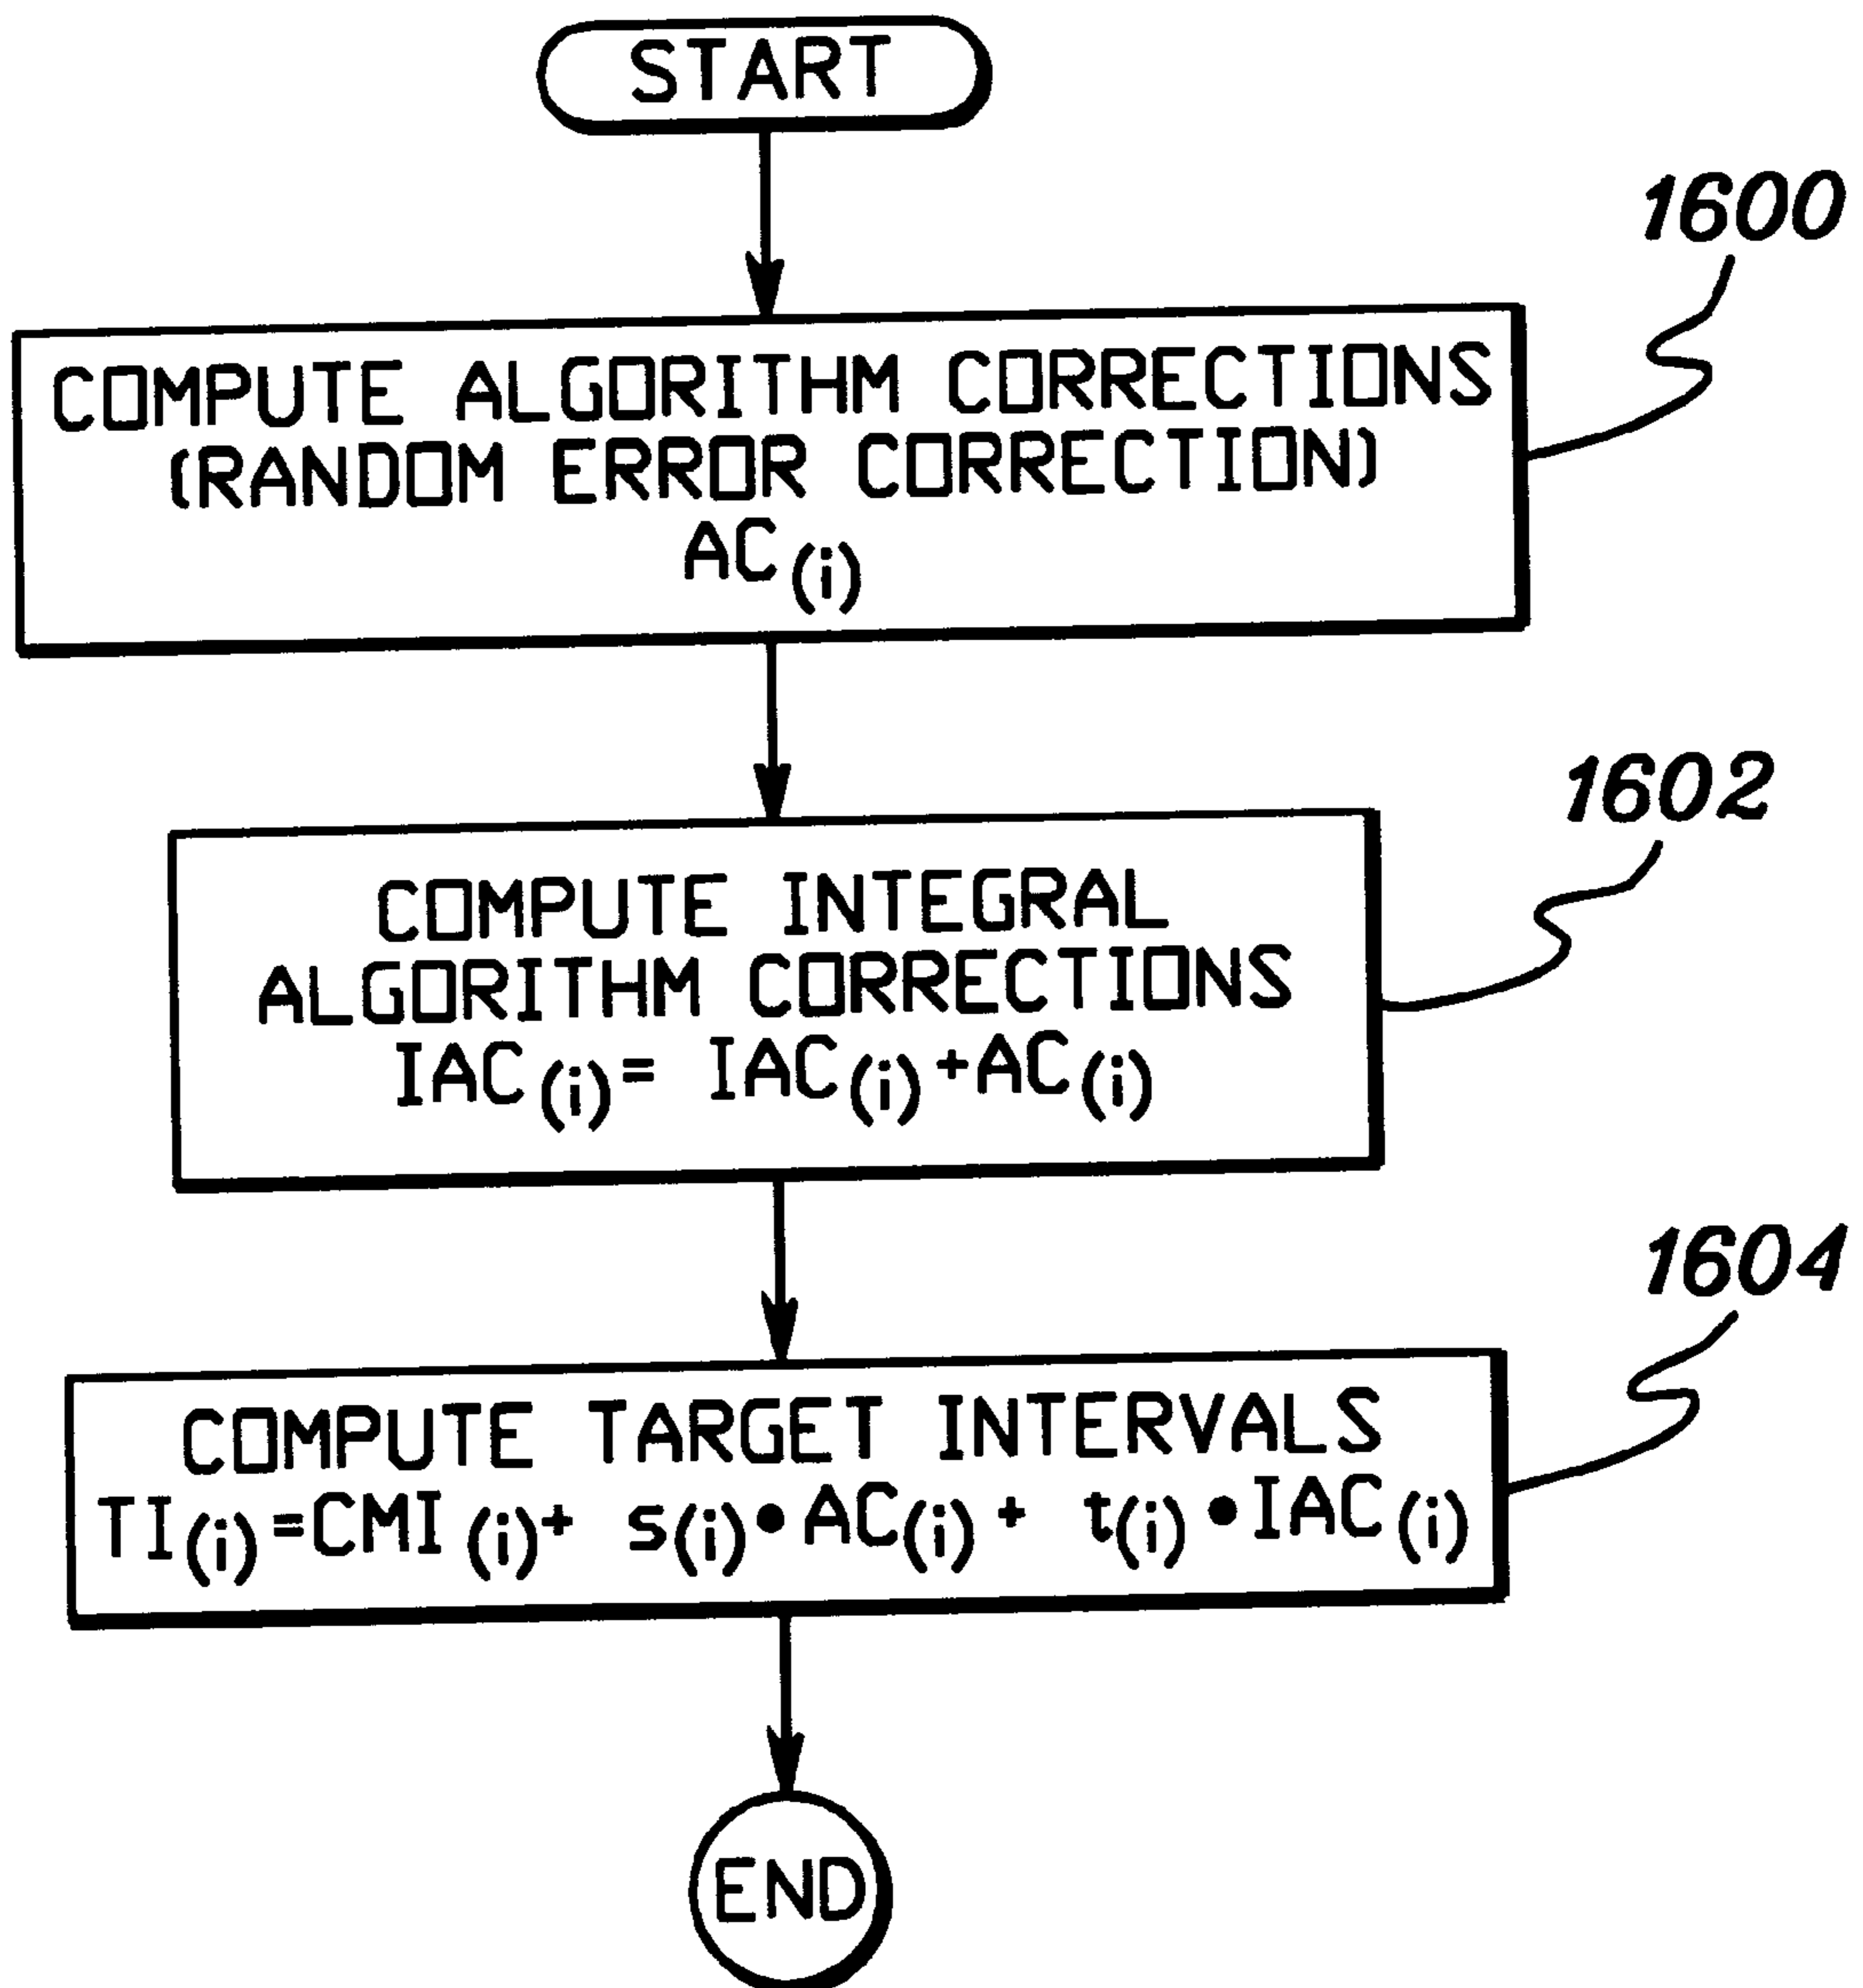 START
1600
COMPUTE ALGORITHM CORRECTIONS
(RANDOM ERROR CORRECTION)
AC(i)
1602
COMPUTE INTEGRAL
ALGORITHM CORRECTIONS
IAC(i)= IAC(i)+AC(i)
1604
COMPUTE TARGET INTERVALS
TI(i)=CMI(i)+ s(i)•AC(i)+ t(i)•IAC(i)
END